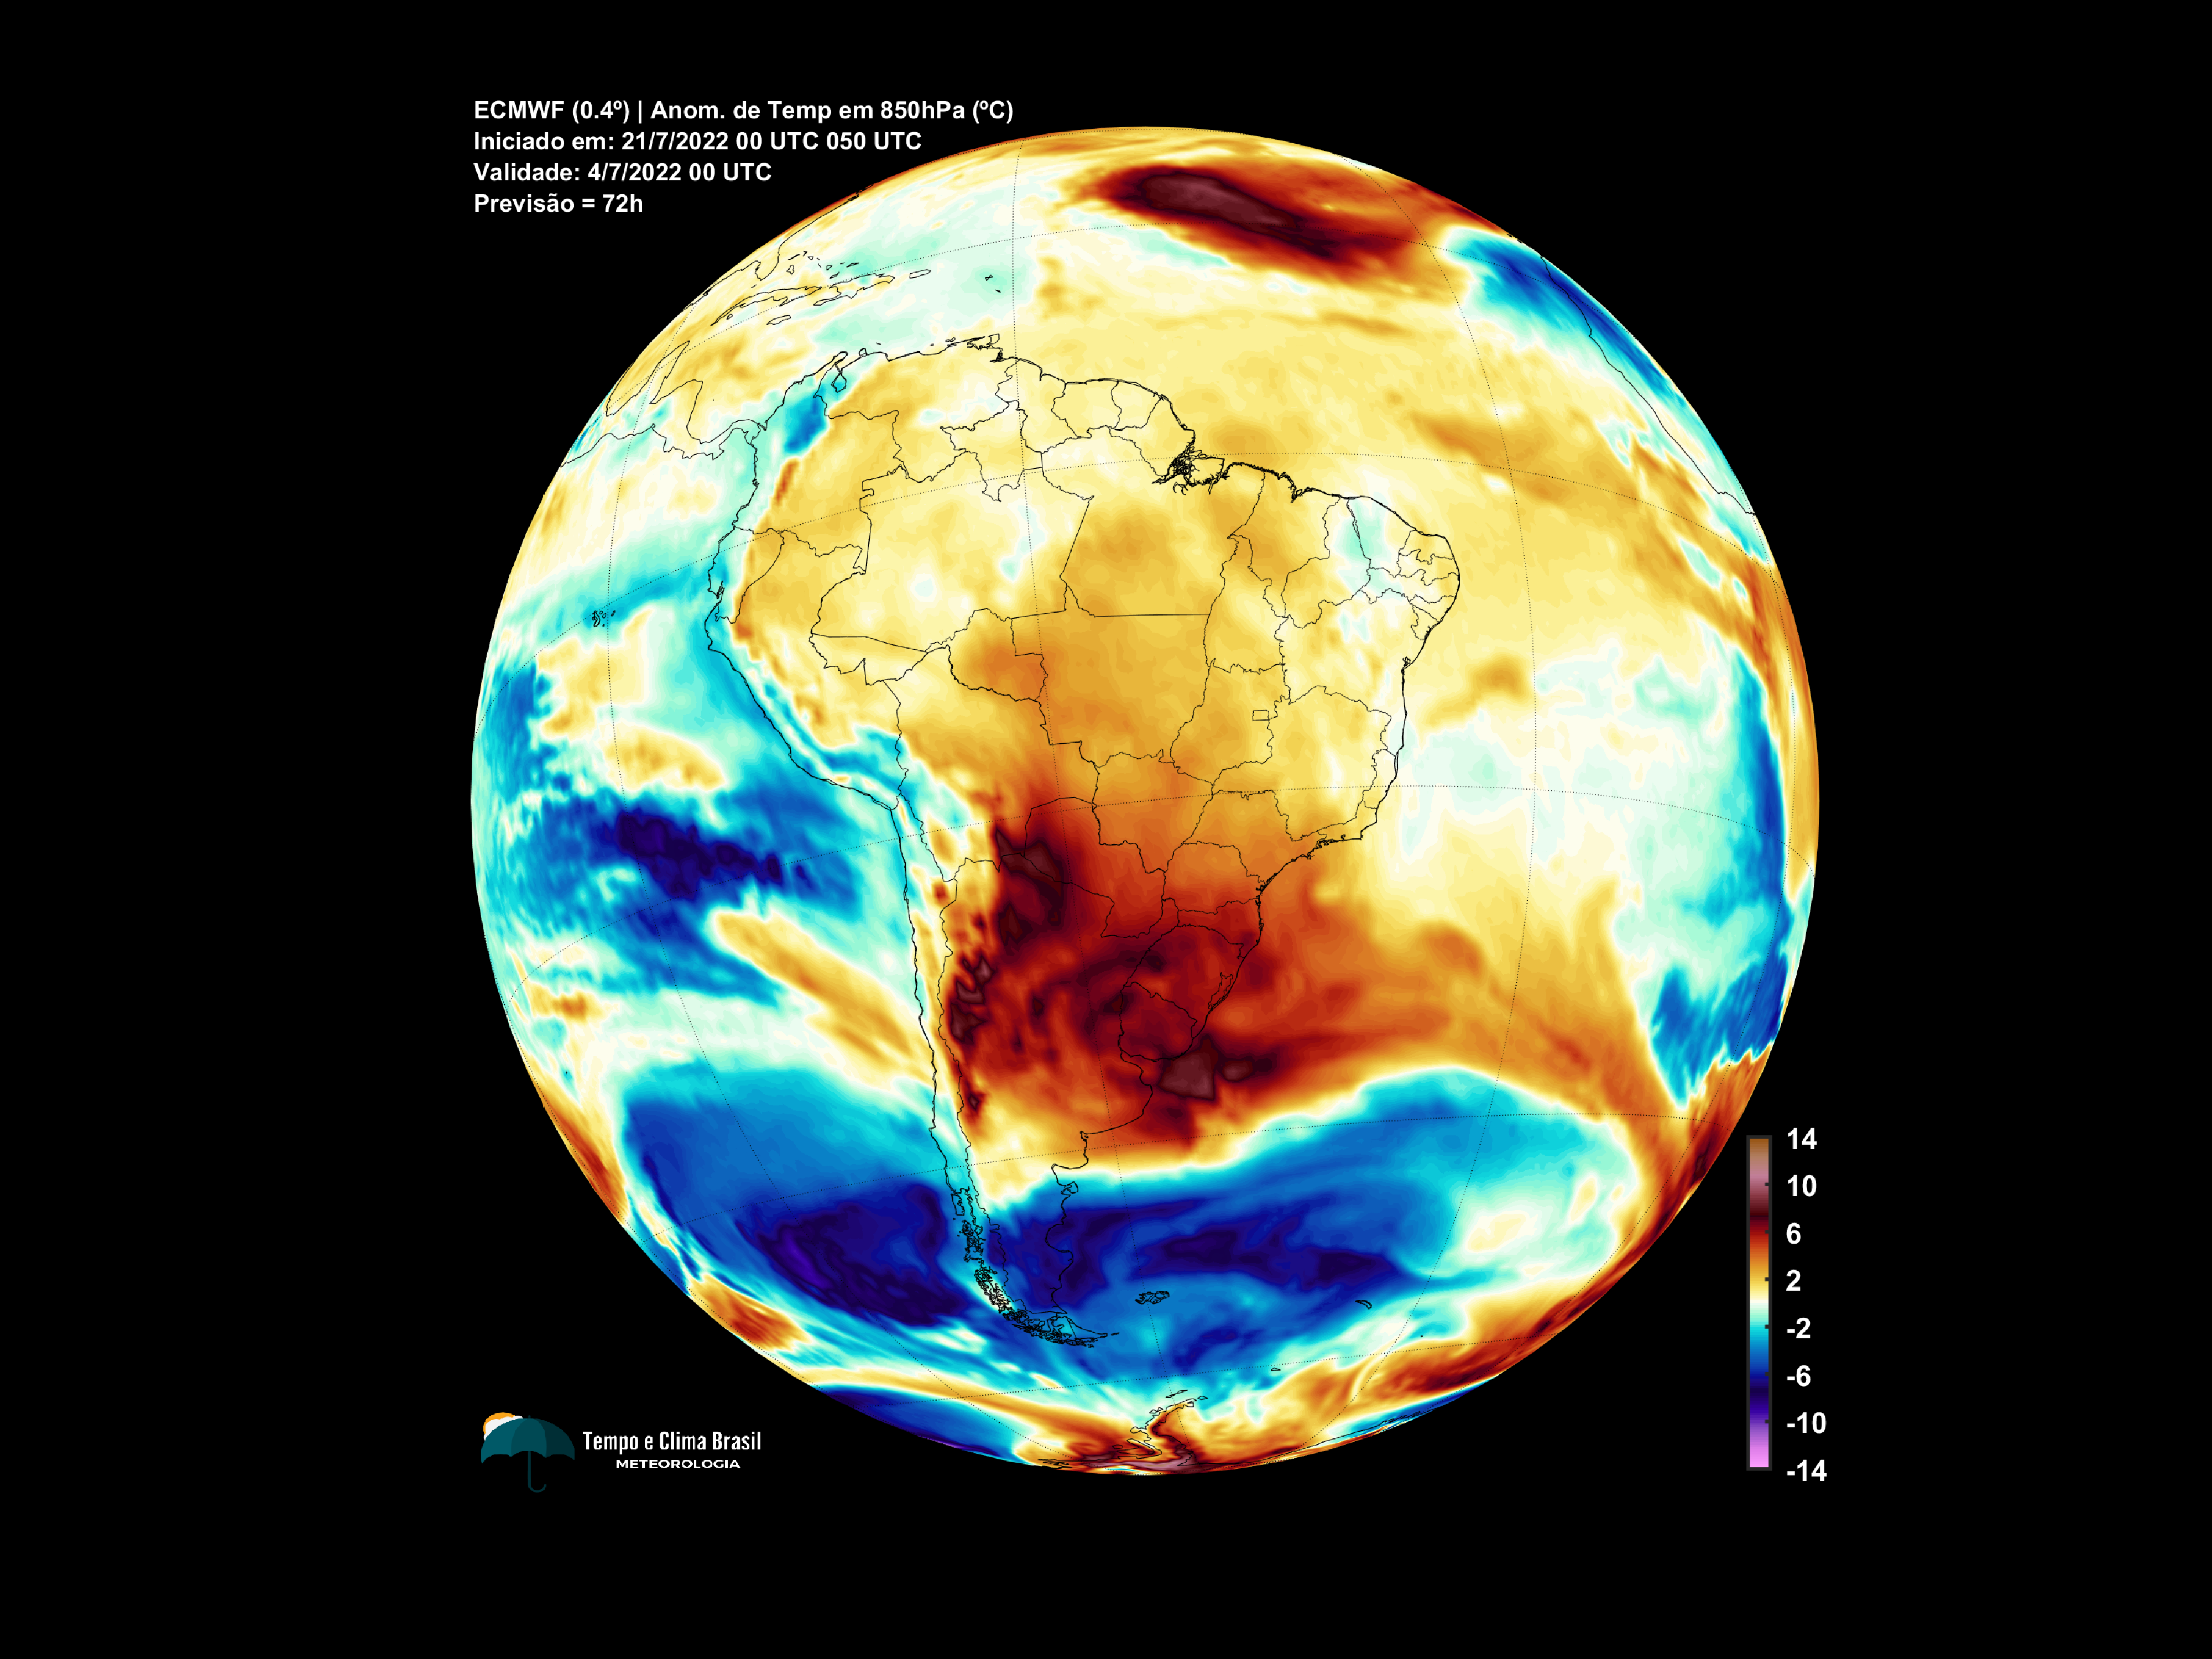 ECMWF (0.4º) | Anom. de Temp em 850hPa (ºC)
Iniciado em: 21/7/2022 00 UTC 050 UTC
Validade: 4/7/2022 00 UTC
Previsão = 72h
14
10
6
2
-2
-6
-10
-14
Tempo e Clima Brasil
METEOROLOGIA